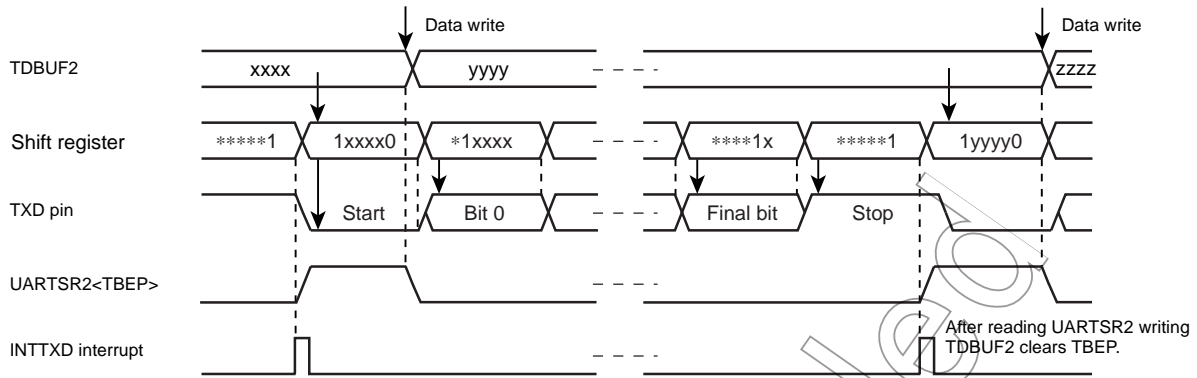 Data write Data write
TDBUF2 xxxx yyyy zzzz
Shift register *****1 1xxxx0 *1xxxx ****1x *****1 1yyyy0
TXD pin Start Bit 0 Final bit Stop
UARTSR2<TBEP>
After reading UARTSR2 writing
INTTXD interrupt TDBUF2 clears TBEP.